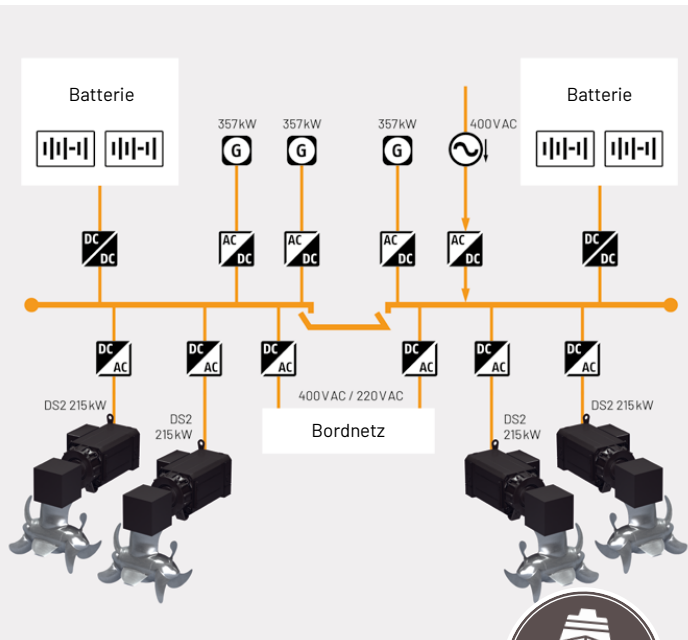 Batterie
Batterie
357kW
357kW
357kW
400VAC
G
G
G
DC
DC
AC
DC
AC
DC
AC
DC
AC
DC
DC
DC
DC
AC
DC
AC
DC
AC
DC
AC
DC
AC
DC
AC
400VAC / 220VAC
Bordnetz
DS2 215kW
DS2
215kW
DS2
215kW
DS2 215kW